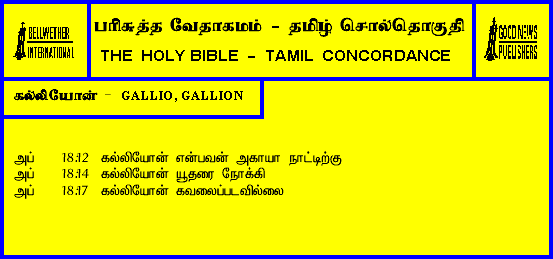 BELLWETHER
INTERNATIONAL
பரிசுத்த வேதாகமம் - தமிழ் சொல்தொகுதி
THE HOLY BIBLE - TAMIL CONCORDANCE
GOOD NEWS
PUBLISHERS
கல்லியோன் - GALLIO, GALLION
அப் 18:12 கல்லியோன் என்பவன் அகாயா நாட்டிற்கு
அப் 18:14 கல்லியோன் யூதரை நோக்கி
அப் 18:17 கல்லியோன் கவலைப்படவில்லை